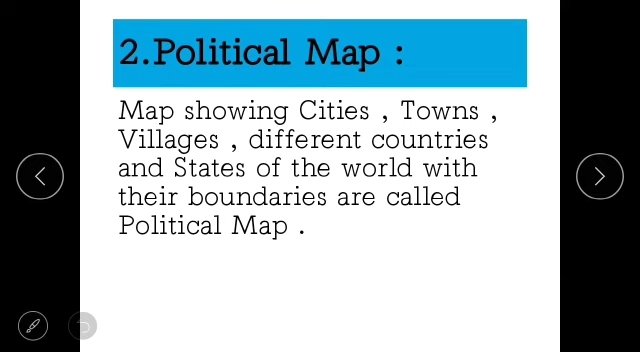 2.Political Map :
Map showing Cities , Towns ,
Villages , different countries
and States of the world with
their boundaries are called
Political Map .